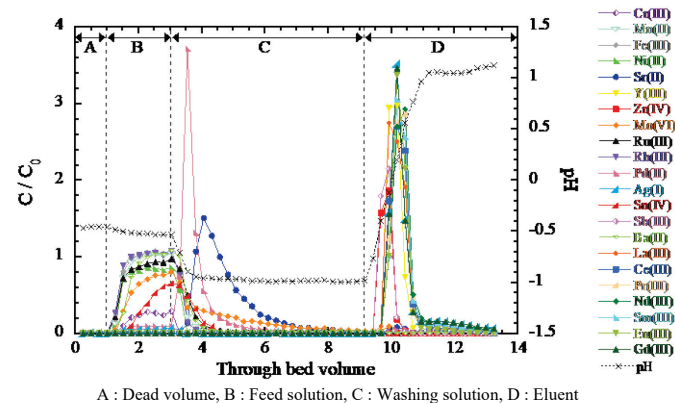 A B C D
4
3
2
1
0
C / C0
1.5
1
0.5
0
-0.5
-1
-1.5
pH
0 2 4 6 8 10 12 14
Through bed volume
Cr(III)
Mn(II)
Fe(III)
Ni(II)
Sr(II)
Y(III)
Zr(IV)
Mo(VI)
Ru(III)
Rh(III)
Pd(II)
Ag(I)
Sn(IV)
Sb(III)
Ba(II)
La(III)
Ce(III)
Pr(III)
Nd(III)
Sm(III)
Eu(III)
Gd(III)
pH
A : Dead volume, B : Feed solution, C : Washing solution, D : Eluent